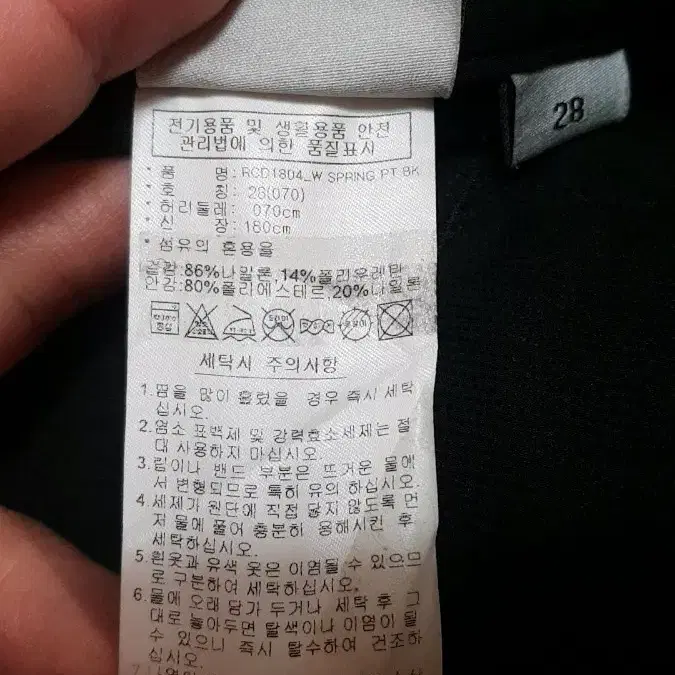 전기용품 및 생활용품 안전
관리법에 의한 품질표시
* 품 명: RCD1804_W SPRING PT BK
* 호 칭: 28(070)
* 허리둘레: 070cm
* 신 장: 180cm
* 섬유의 혼용율
겉감:86%나일론,14%폴리우레탄
안감:80%폴리에스테르,20%나일론
세탁시 주의사항
1.땀을 많이 흘렸을 경우 즉시 세탁
십시오.
2.염소 표백제 및 강력효소세제는 절
대 사용하지 마십시오.
3.립이나 밴드 부분은 뜨거운 물에
서 변형되므로 특히 유의 하십시오.
4.세제가 원단에 직접 닿지 않도록 먼
저 물에 풀어 충분히 용해시킨 후
세탁하십시오.
5.흰옷과 유색 옷은 이염될 수 있으므
로 구분하여 세탁하십시오.
6.물에 오래 담가 두거나 세탁 후 그
대로 놓아두면 탈색이나 이염이 될
수 있으니 즉시 탈수하여 건조하
십시오.
28